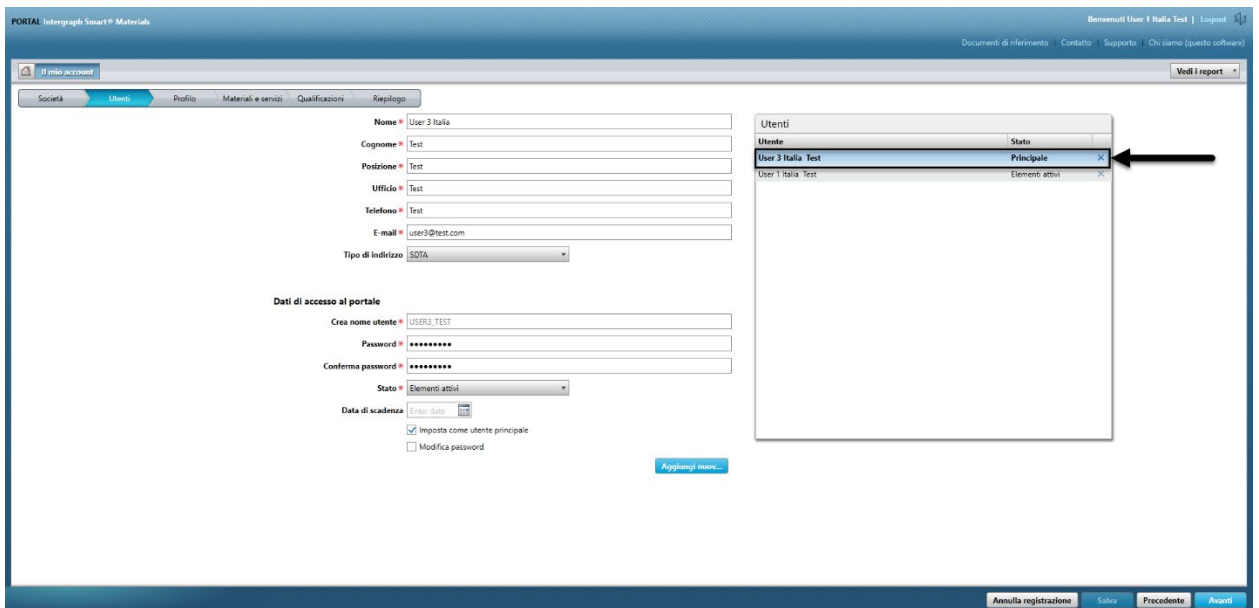 PORTAL Intergraph Smart® Materials
Benvenuti User 1 Italia Test | Logout
Documenti di riferimento | Contatto | Supporto | Chi siamo (questo software)
Il mio account
Vedi i report
Società Utenti Profilo Materiali e servizi Qualificazioni Riepilogo
Nome * User 3 Italia
Cognome * Test
Posizione * Test
Ufficio * Test
Telefono * Test
E-mail * user3@test.com
Tipo di indirizzo SDTA
Dati di accesso al portale
Crea nome utente * USER3_TEST
Password * •••••••••
Conferma password * •••••••••
Stato * Elementi attivi
Data di scadenza Enter date
Imposta come utente principale
Modifica password
Aggiungi nuov...
Utenti
Utente Stato
User 3 Italia Test Principale
User 1 Italia Test Elementi attivi
Annulla registrazione Salva Precedente Avanti